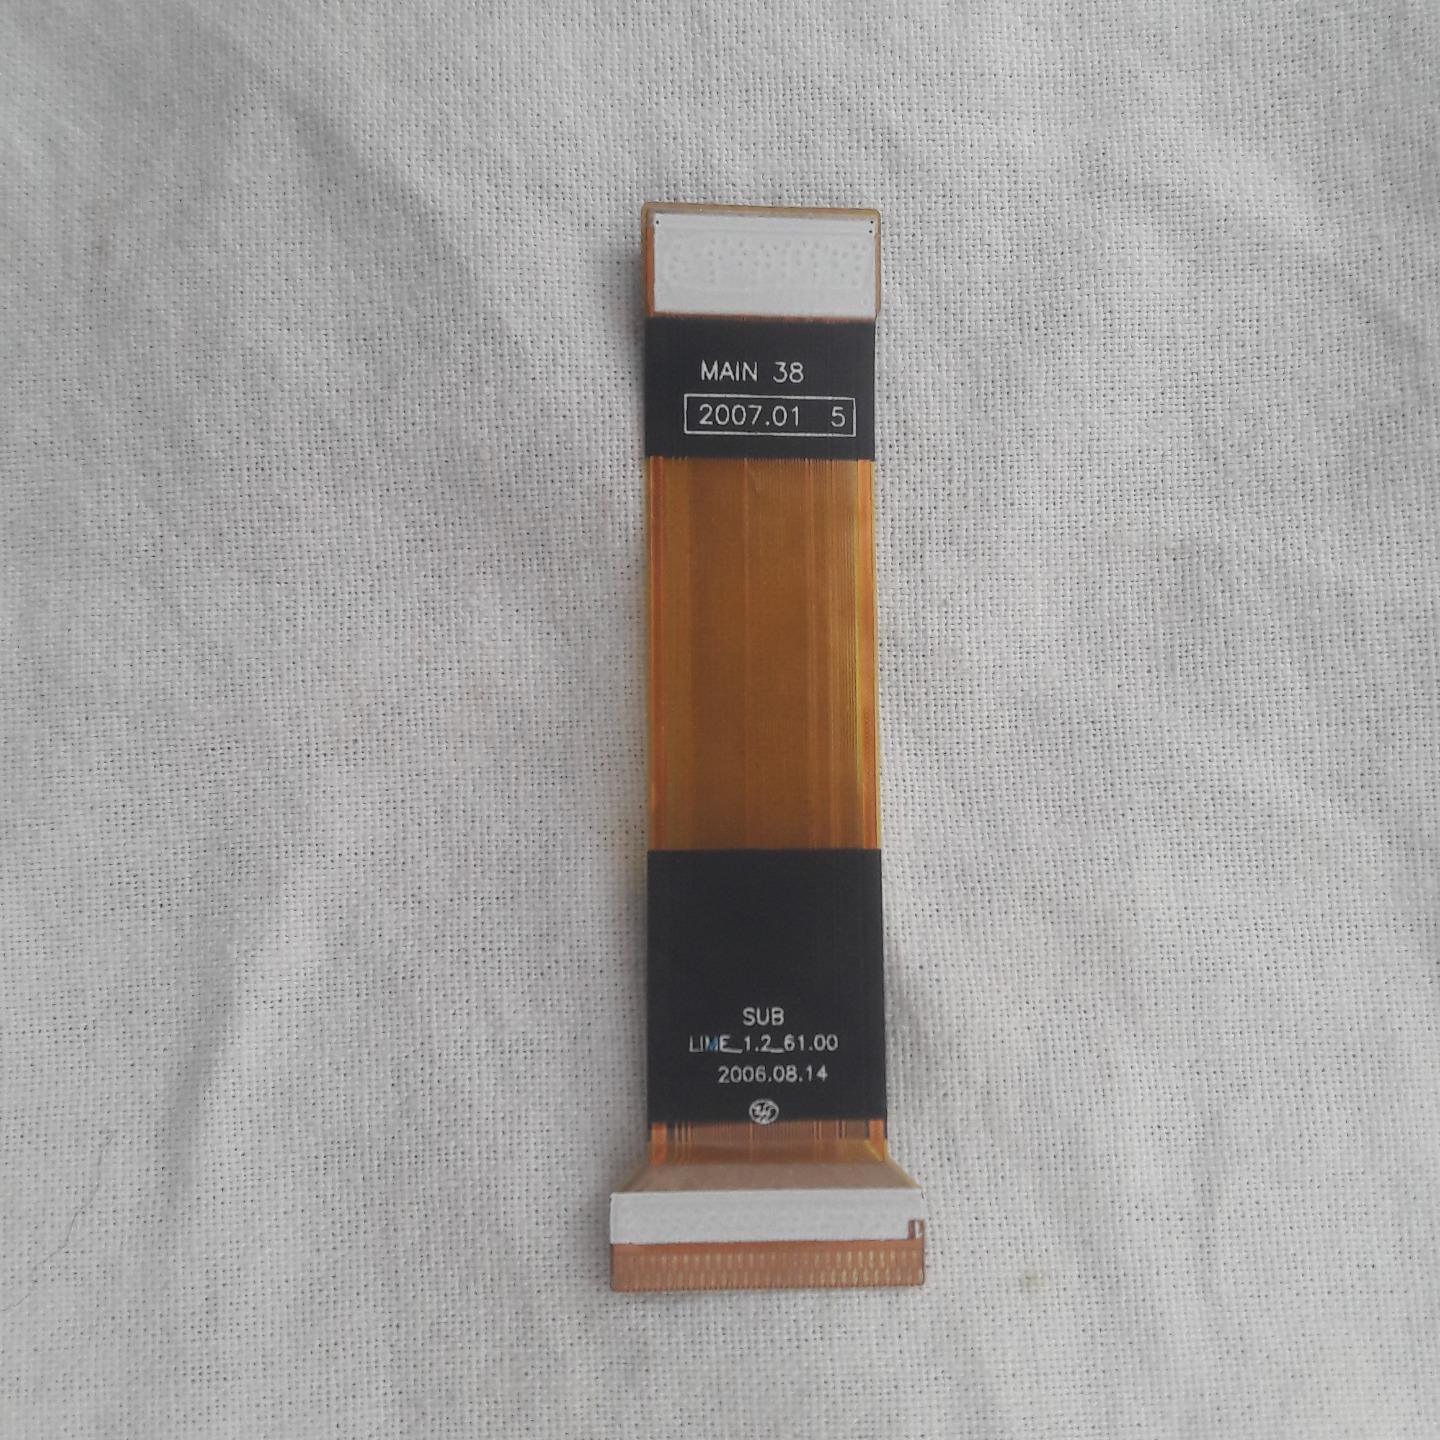 MAIN 38
2007.01 5
SUB
LIME_1.2_61.00
2006.08.14